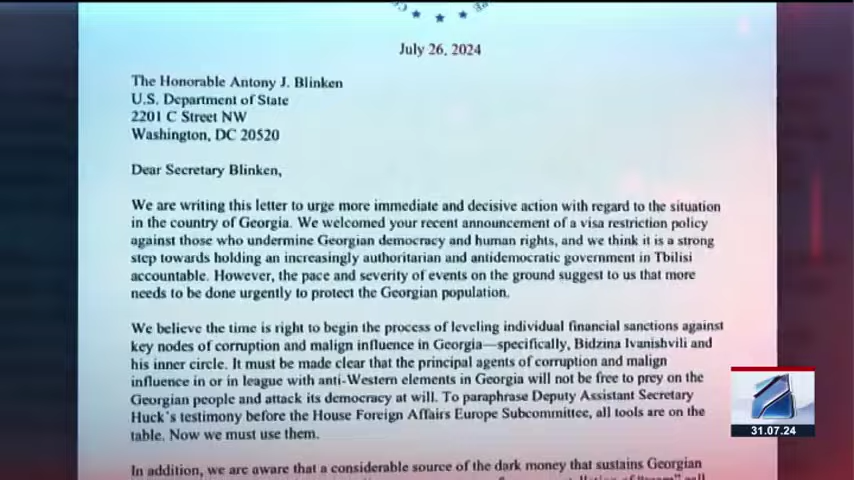 July 26, 2024
The Honorable Antony J. Blinken
U.S. Department of State
2201 C Street NW
Washington, DC 20520
Dear Secretary Blinken,
We are writing this letter to urge more immediate and decisive action with regard to the situation
in the country of Georgia. We welcomed your recent announcement of a visa restriction policy
against those who undermine Georgian democracy and human rights, and we think it is a strong
step towards holding an increasingly authoritarian and antidemocratic government in Tbilisi
accountable. However, the pace and severity of events on the ground suggest to us that more
needs to be done urgently to protect the Georgian population.
We believe the time is right to begin the process of leveling individual financial sanctions against
key nodes of corruption and malign influence in Georgia—specifically, Bidzina Ivanishvili and
his inner circle. It must be made clear that the principal agents of corruption and malign
influence in or in league with anti-Western elements in Georgia will not be free to prey on the
Georgian people and attack its democracy at will. To paraphrase Deputy Assistant Secretary
Huck's testimony before the House Foreign Affairs Europe Subcommittee, all tools are on the
table. Now we must use them.
In addition, we are aware that a considerable source of the dark money that sustains Georgian
31.07.24